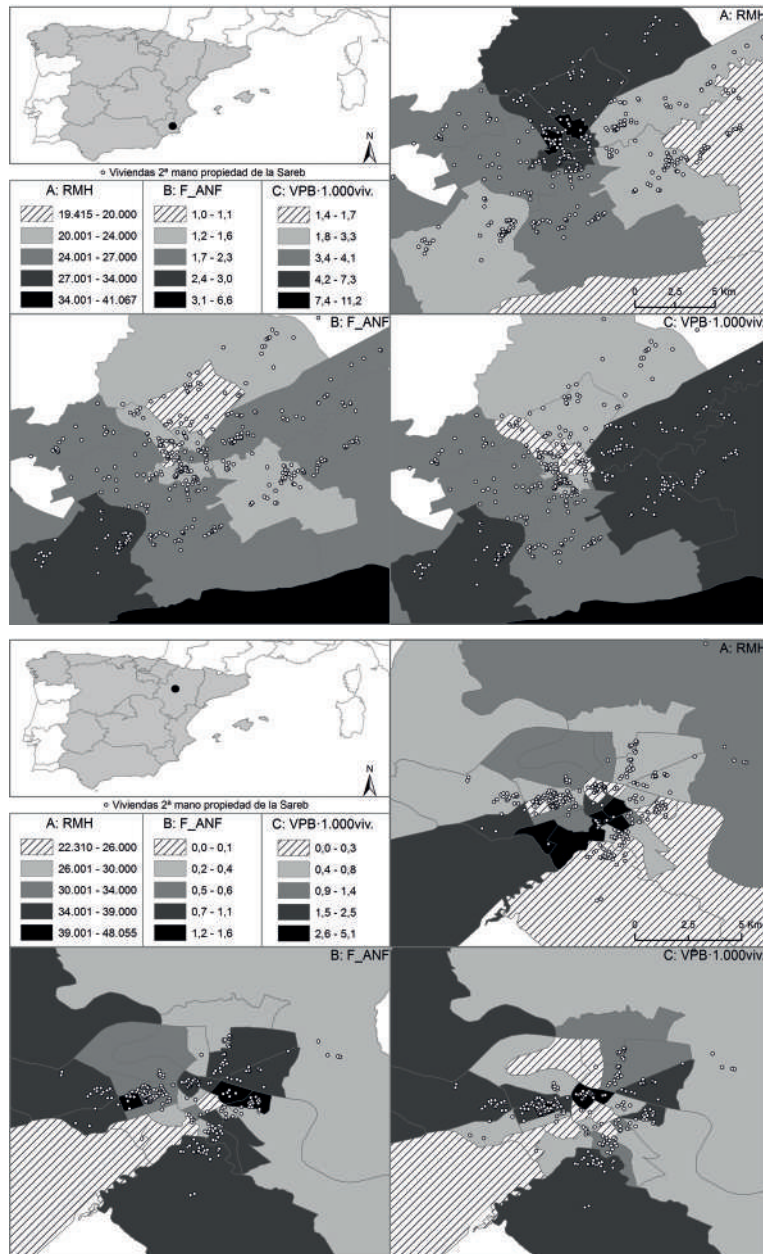 A: RMH
N
Viviendas 2ª mano propiedad de la Sareb
A: RMH
19.415 - 20.000
20.001 - 24.000
24.001 - 27.000
27.001 - 34.000
34.001 - 41.067
B: F_ANF
1,0 - 1,1
1,2 - 1,6
1,7 - 2,3
2,4 - 3,0
3,1 - 6,6
C: VPB·1.000viv.
1,4 - 1,7
1,8 - 3,3
3,4 - 4,1
4,2 - 7,3
7,4 - 11,2
0 2,5 5 Km
B: F_ANF
C: VPB·1.000viv.
A: RMH
N
Viviendas 2ª mano propiedad de la Sareb
A: RMH
22.310 - 26.000
26.001 - 30.000
30.001 - 34.000
34.001 - 39.000
39.001 - 48.055
B: F_ANF
0,0 - 0,1
0,2 - 0,4
0,5 - 0,6
0,7 - 1,1
1,2 - 1,6
C: VPB·1.000viv.
0,0 - 0,3
0,4 - 0,8
0,9 - 1,4
1,5 - 2,5
2,6 - 5,1
0 2,5 5 Km
B: F_ANF
C: VPB·1.000viv.